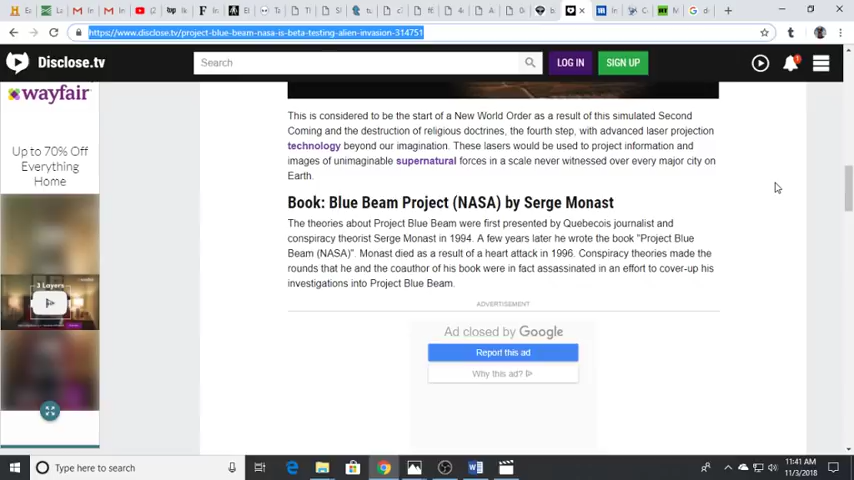 https://www.disclose.tv/project-blue-beam-nasa-is-beta-testing-alien-invasion-314751
Disclose.tv
Search
LOG IN
SIGN UP
wayfair
Up to 70% Off
Everything
Home
3 Layers
This is considered to be the start of a New World Order as a result of this simulated Second
Coming and the destruction of religious doctrines, the fourth step, with advanced laser projection
technology beyond our imagination. These lasers would be used to project information and
images of unimaginable supernatural forces in a scale never witnessed over every major city on
Earth.
Book: Blue Beam Project (NASA) by Serge Monast
The theories about Project Blue Beam were first presented by Quebecois journalist and
conspiracy theorist Serge Monast in 1994. A few years later he wrote the book "Project Blue
Beam (NASA)". Monast died as a result of a heart attack in 1996. Conspiracy theories made the
rounds that he and the coauthor of his book were in fact assassinated in an effort to cover-up his
investigations into Project Blue Beam.
ADVERTISEMENT
Ad closed by Google
Report this ad
Why this ad?
Type here to search
11:41 AM
11/3/2018